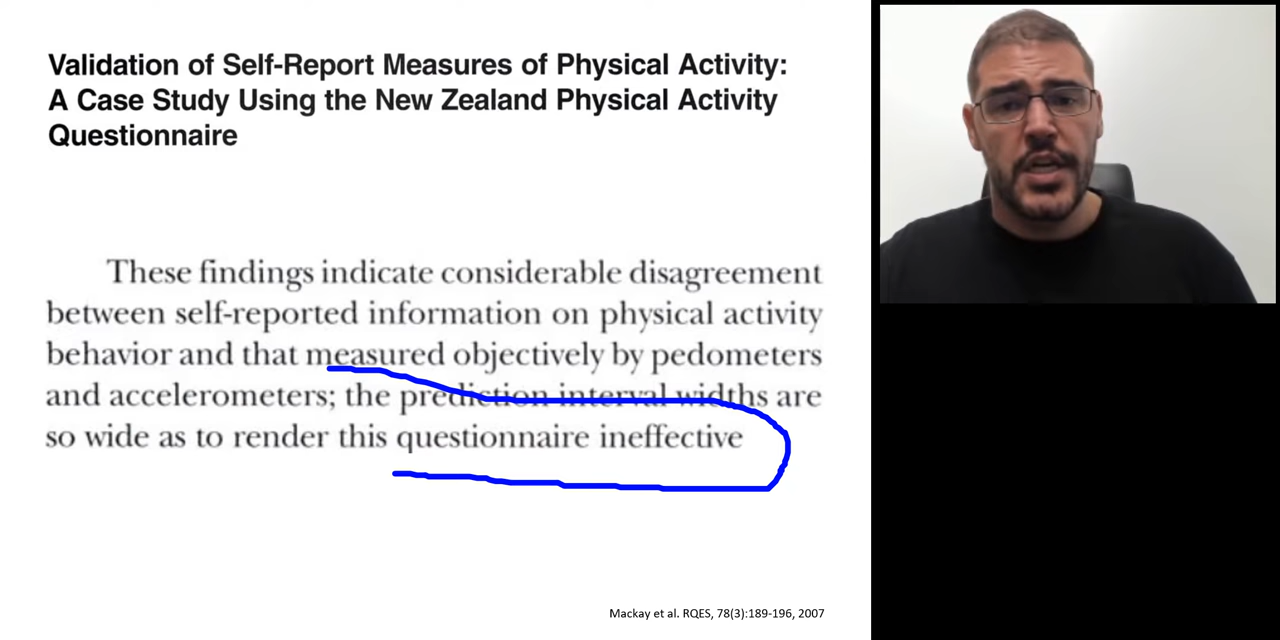 Validation of Self-Report Measures of Physical Activity:
A Case Study Using the New Zealand Physical Activity
Questionnaire
These findings indicate considerable disagreement
between self-reported information on physical activity
behavior and that measured objectively by pedometers
and accelerometers; the prediction interval widths are
so wide as to render this questionnaire ineffective
Mackay et al. RQES, 78(3):189-196, 2007